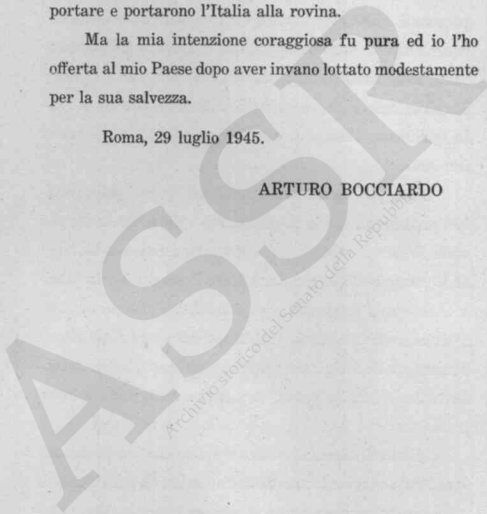 portare e portarono l'Italia alla rovina.
Ma la mia intenzione coraggiosa fu pura ed io l'ho
offerta al mio Paese dopo aver invano lottato modestamente
per la sua salvezza.
Roma, 29 luglio 1945.
ARTURO BOCCIARDO
ASSR
Archivio storico del Senato della Repubblica